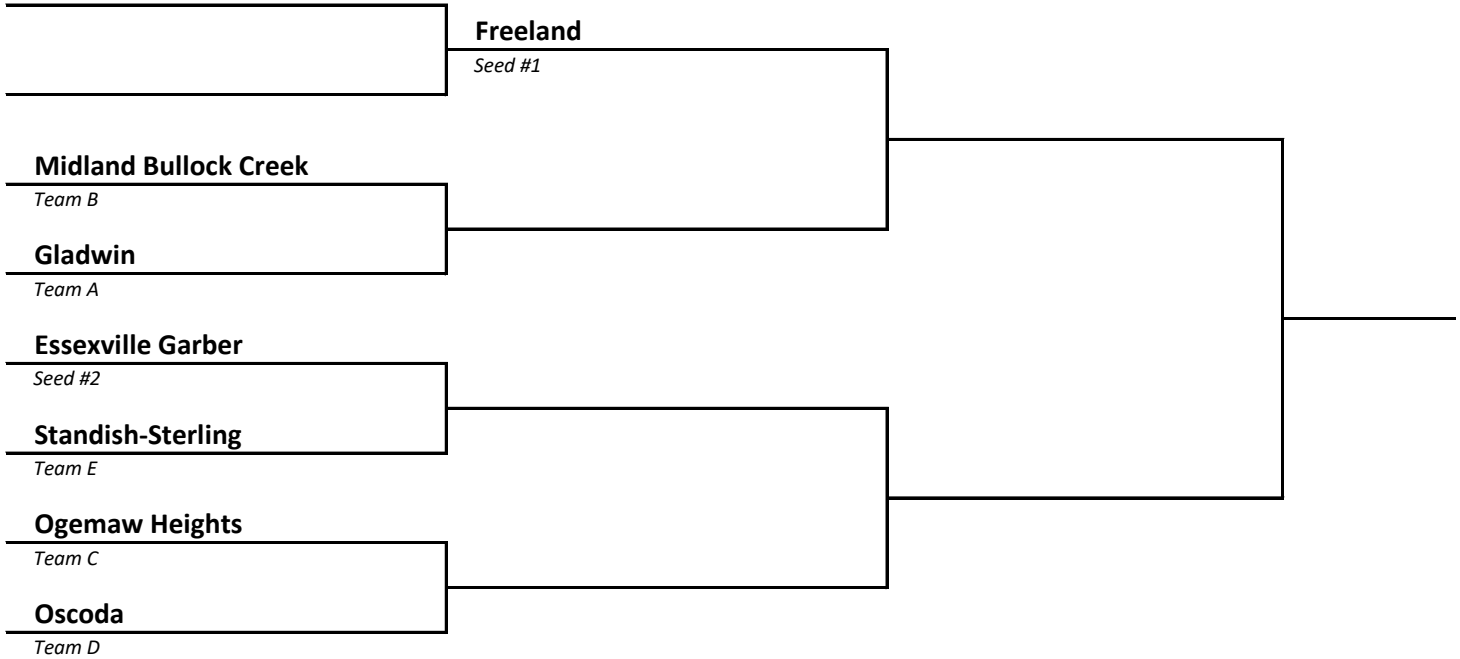 Freeland
Seed #1
Midland Bullock Creek
Team B
Gladwin
Team A
Essexville Garber
Seed #2
Standish-Sterling
Team E
Ogemaw Heights
Team C
Oscoda
Team D